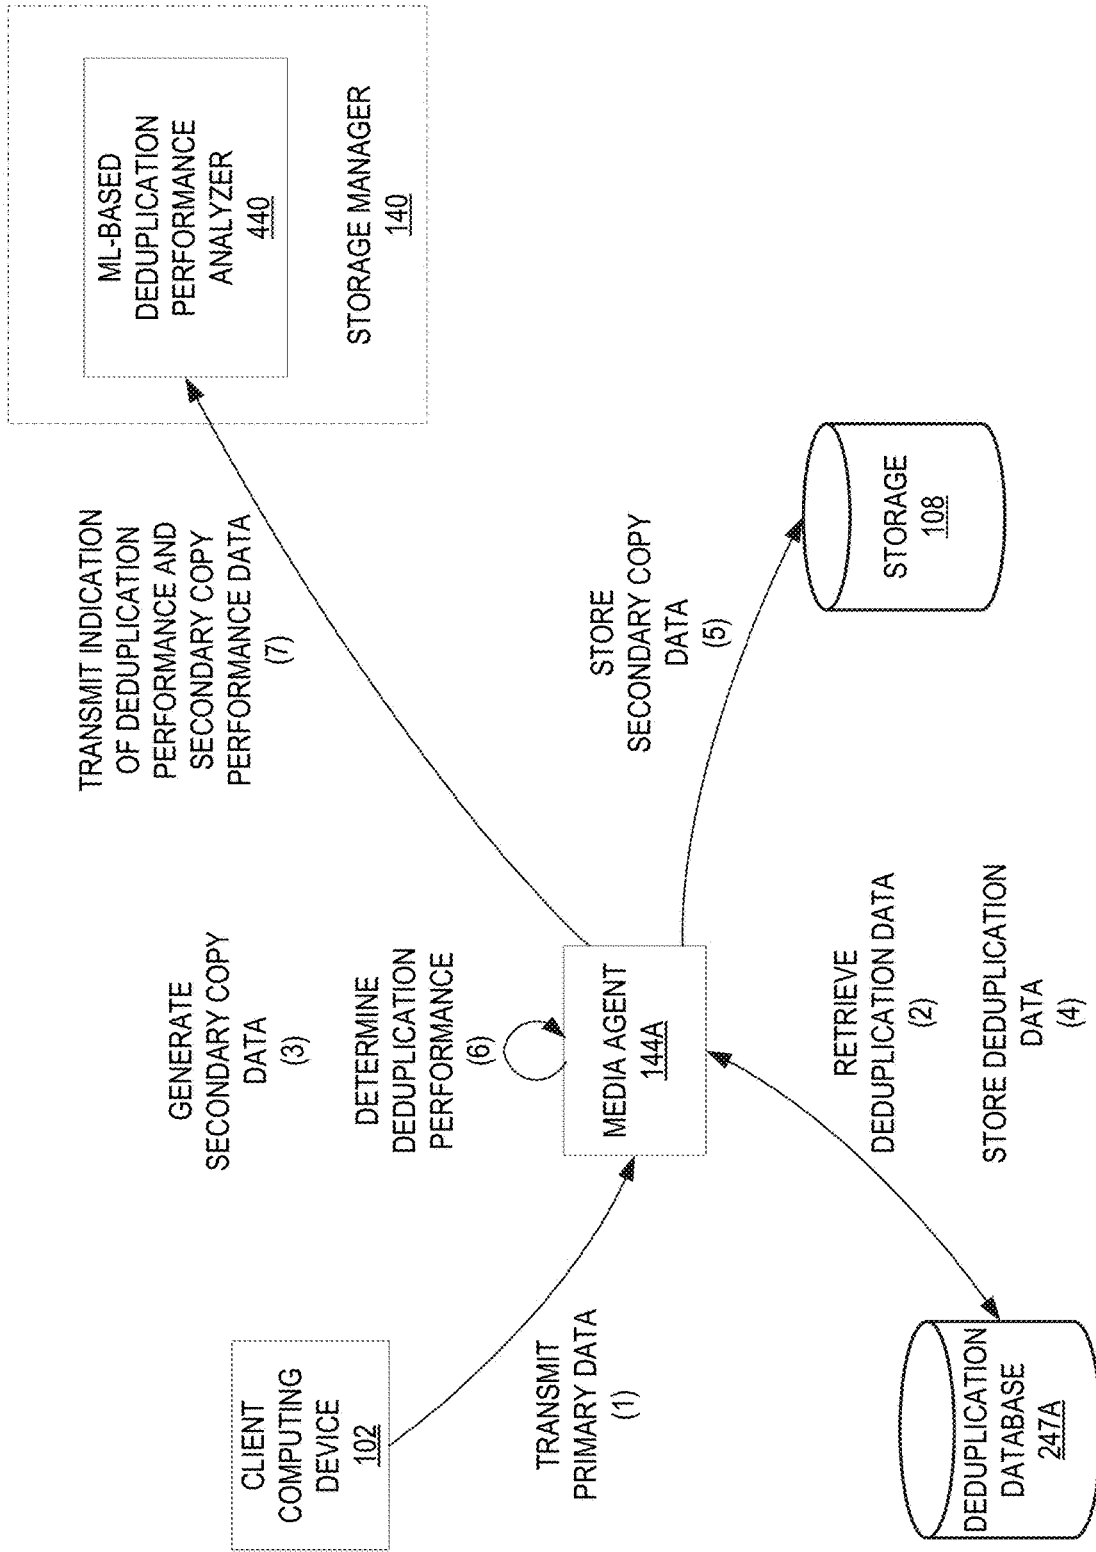 CLIENT
COMPUTING
DEVICE
102
TRANSMIT
PRIMARY DATA
(1)
DEDUPLICATION
DATABASE
247A
GENERATE
SECONDARY COPY
DATA
(3)
DETERMINE
DEDUPLICATION
PERFORMANCE
(6)
MEDIA AGENT
144A
RETRIEVE
DEDUPLICATION DATA
(2)
STORE DEDUPLICATION
DATA
(4)
TRANSMIT INDICATION
OF DEDUPLICATION
PERFORMANCE AND
SECONDARY COPY
PERFORMANCE DATA
(7)
STORE
SECONDARY COPY
DATA
(5)
STORAGE
108
ML-BASED
DEDUPLICATION
PERFORMANCE
ANALYZER
440
STORAGE MANAGER
140